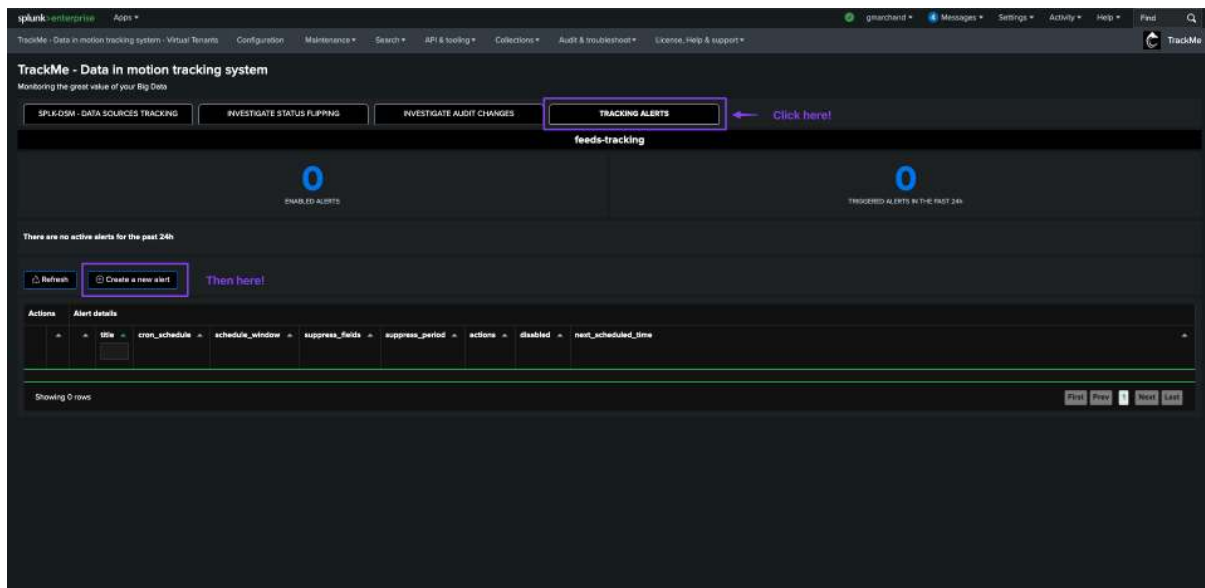 splunk>enterprise Apps gmarchand 4 Messages Settings Activity Help Find
TrackMe - Data in motion tracking system - Virtual Tenants Configuration Maintenance Search API & tooling Collections Audit & troubleshoot License, Help & support TrackMe
TrackMe - Data in motion tracking system
Monitoring the great value of your Big Data
SPLK-DSM - DATA SOURCES TRACKING INVESTIGATE STATUS FLIPPING INVESTIGATE AUDIT CHANGES TRACKING ALERTS Click here!
feeds-tracking
0 0
ENABLED ALERTS TRIGGERED ALERTS IN THE PAST 24h
There are no active alerts for the past 24h
Refresh Create a new alert Then here!
Actions Alert details
title cron_schedule schedule_window suppress_fields suppress_period actions disabled next_scheduled_time
Showing 0 rows First Prev 1 Next Last